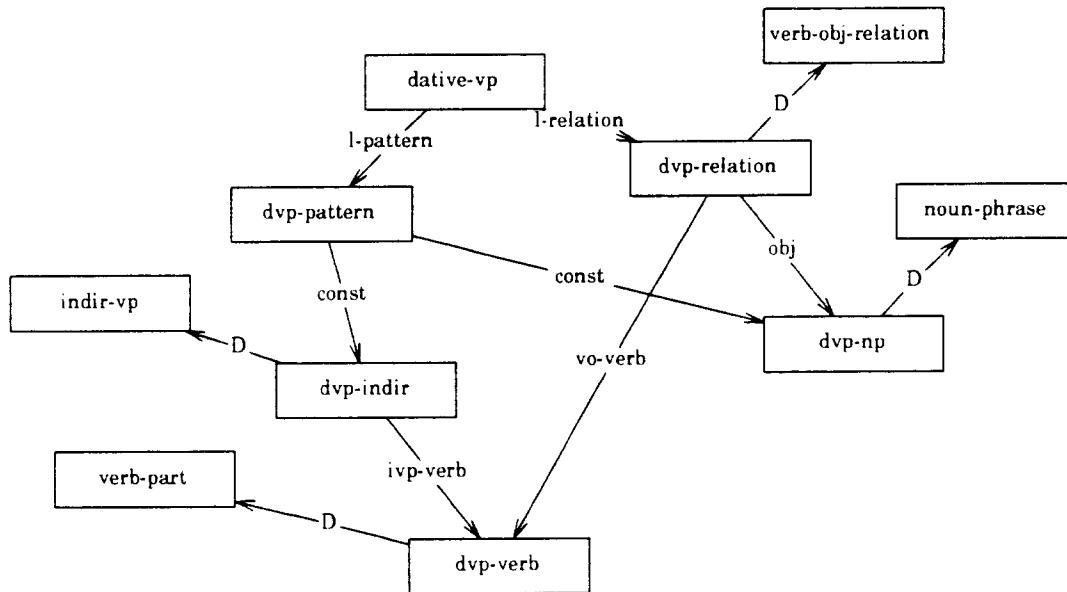 verb-obj-relation
dative-vp
D
l-relation
l-pattern
dvp-relation
dvp-pattern
noun-phrase
obj
const
D
indir-vp
const
D
dvp-np
vo-verb
dvp-indir
ivp-verb
verb-part
D
dvp-verb